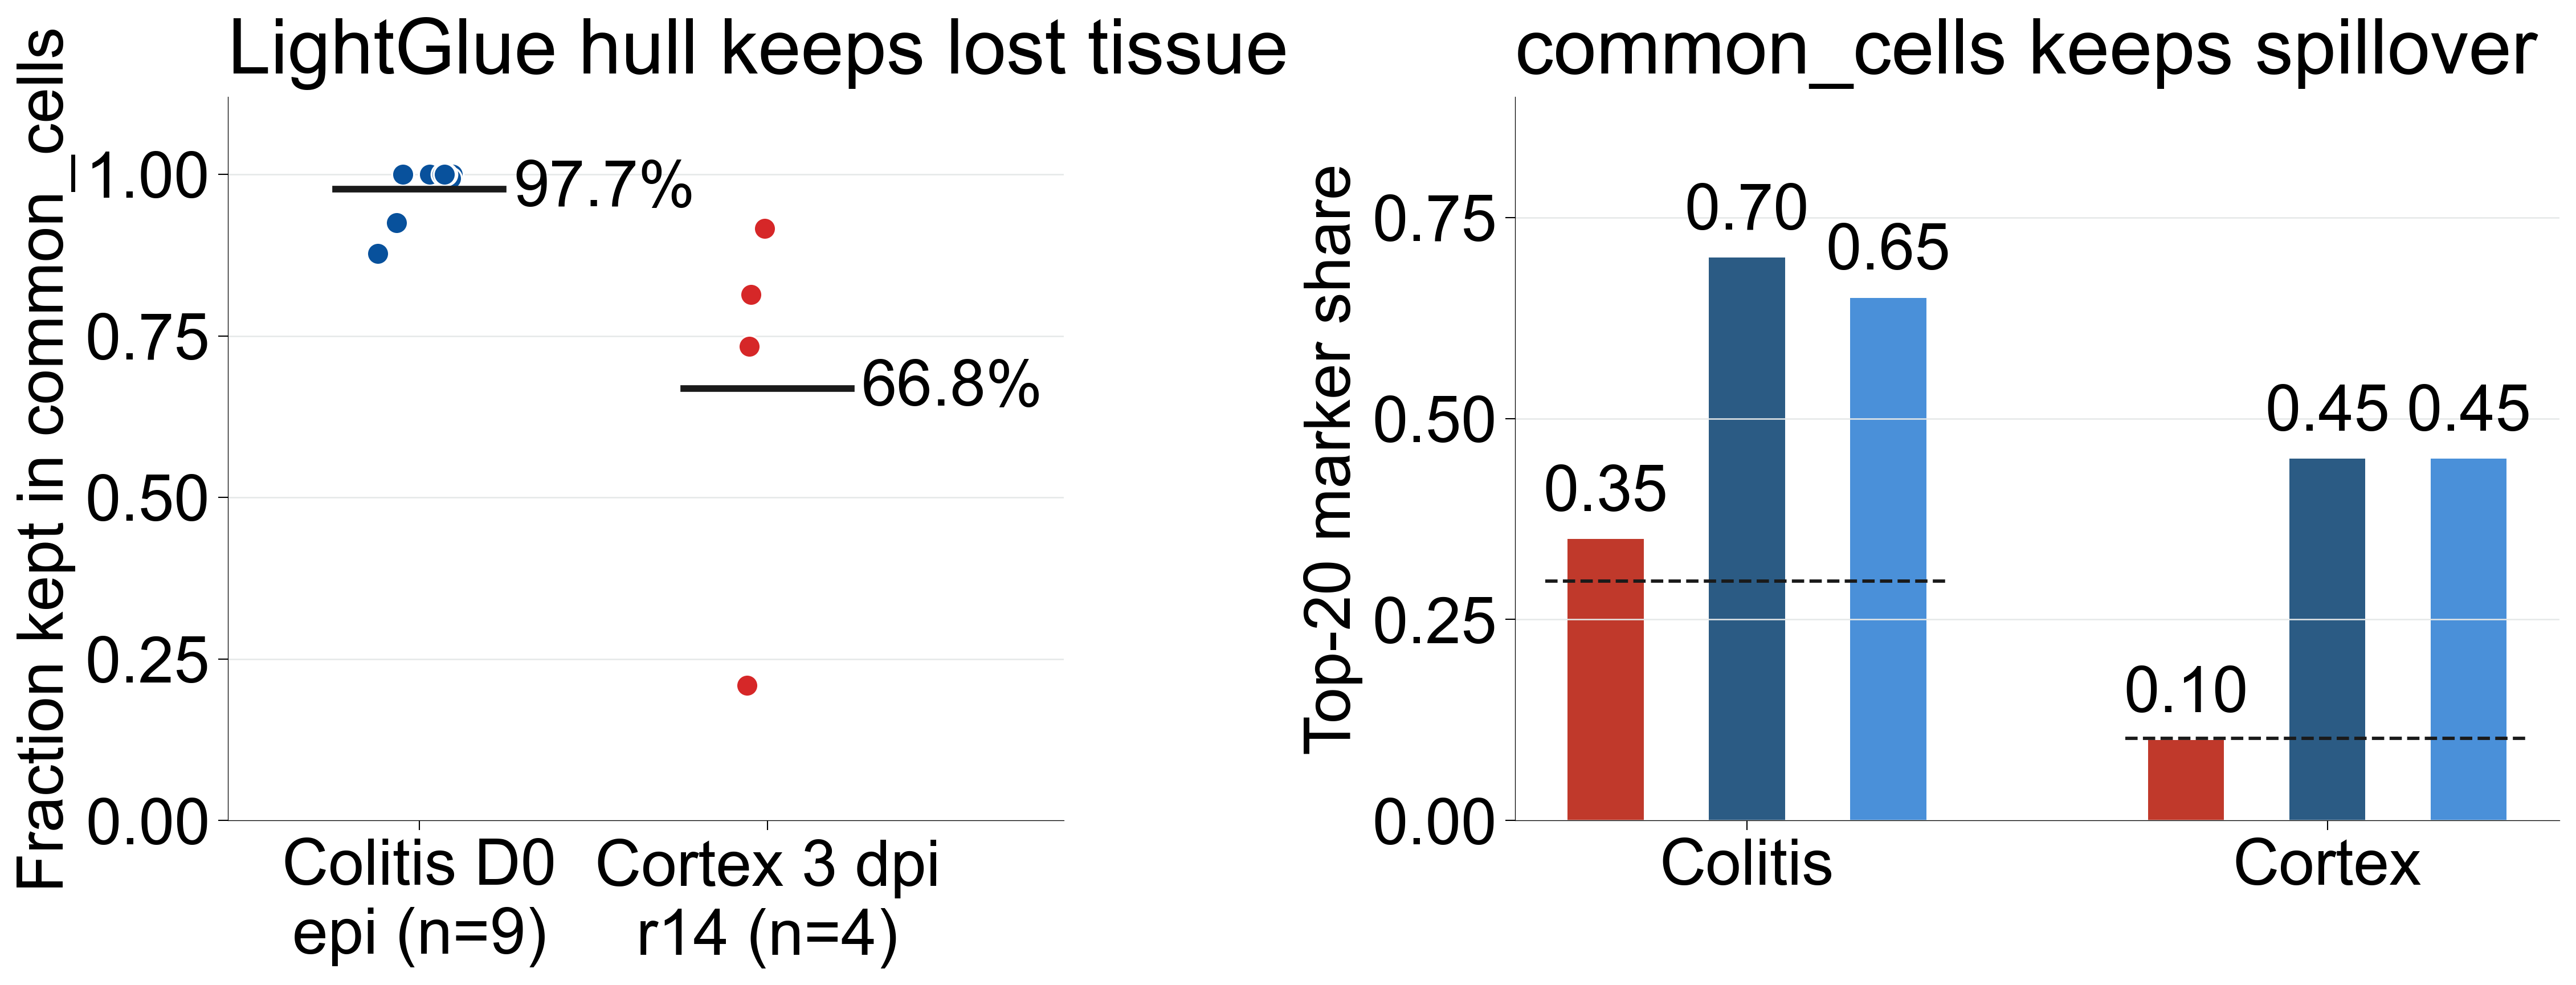 LightGlue hull keeps lost tissue
Fraction kept in common_cells
1.00
0.75
0.50
0.25
0.00
97.7%
66.8%
Colitis D0
epi (n=9)
Cortex 3 dpi
r14 (n=4)
common_cells keeps spillover
Top-20 marker share
0.75
0.50
0.25
0.00
0.35
0.70
0.65
0.10
0.45
0.45
Colitis
Cortex